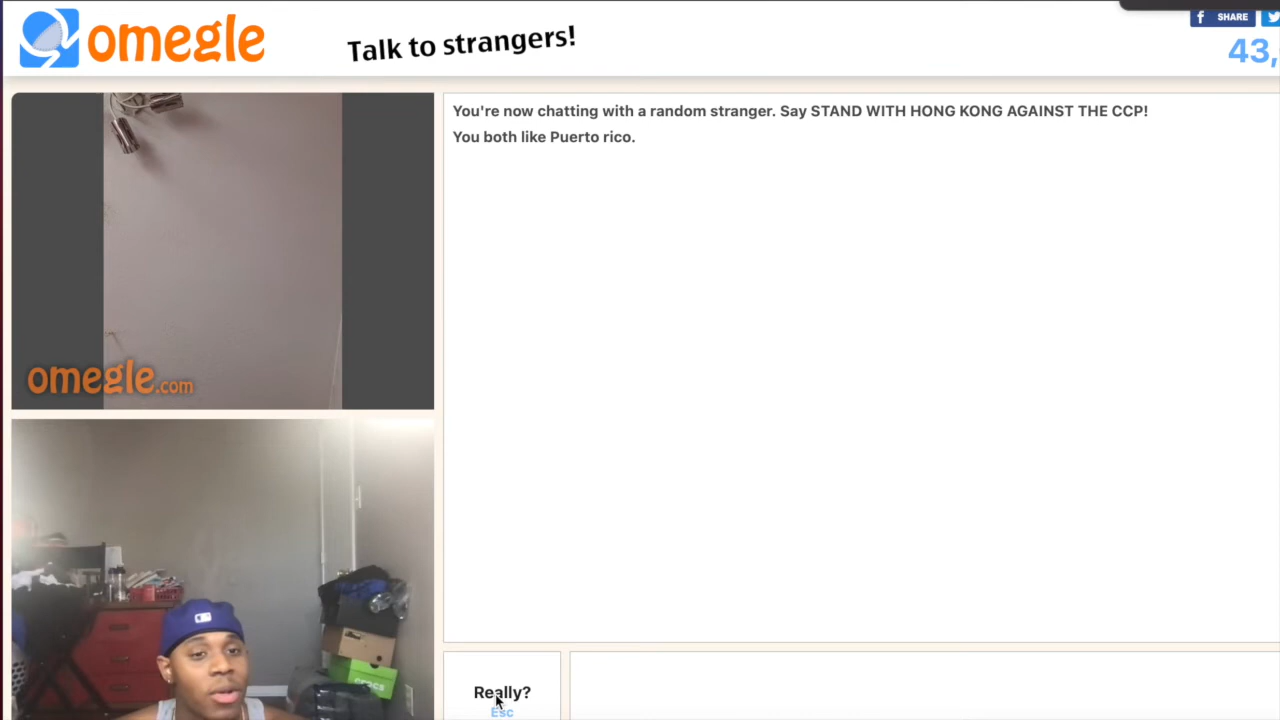 omegle
Talk to strangers!
f SHARE
43,
You're now chatting with a random stranger. Say STAND WITH HONG KONG AGAINST THE CCP!
You both like Puerto rico.
omegle.com
crocs
Really?
Esc